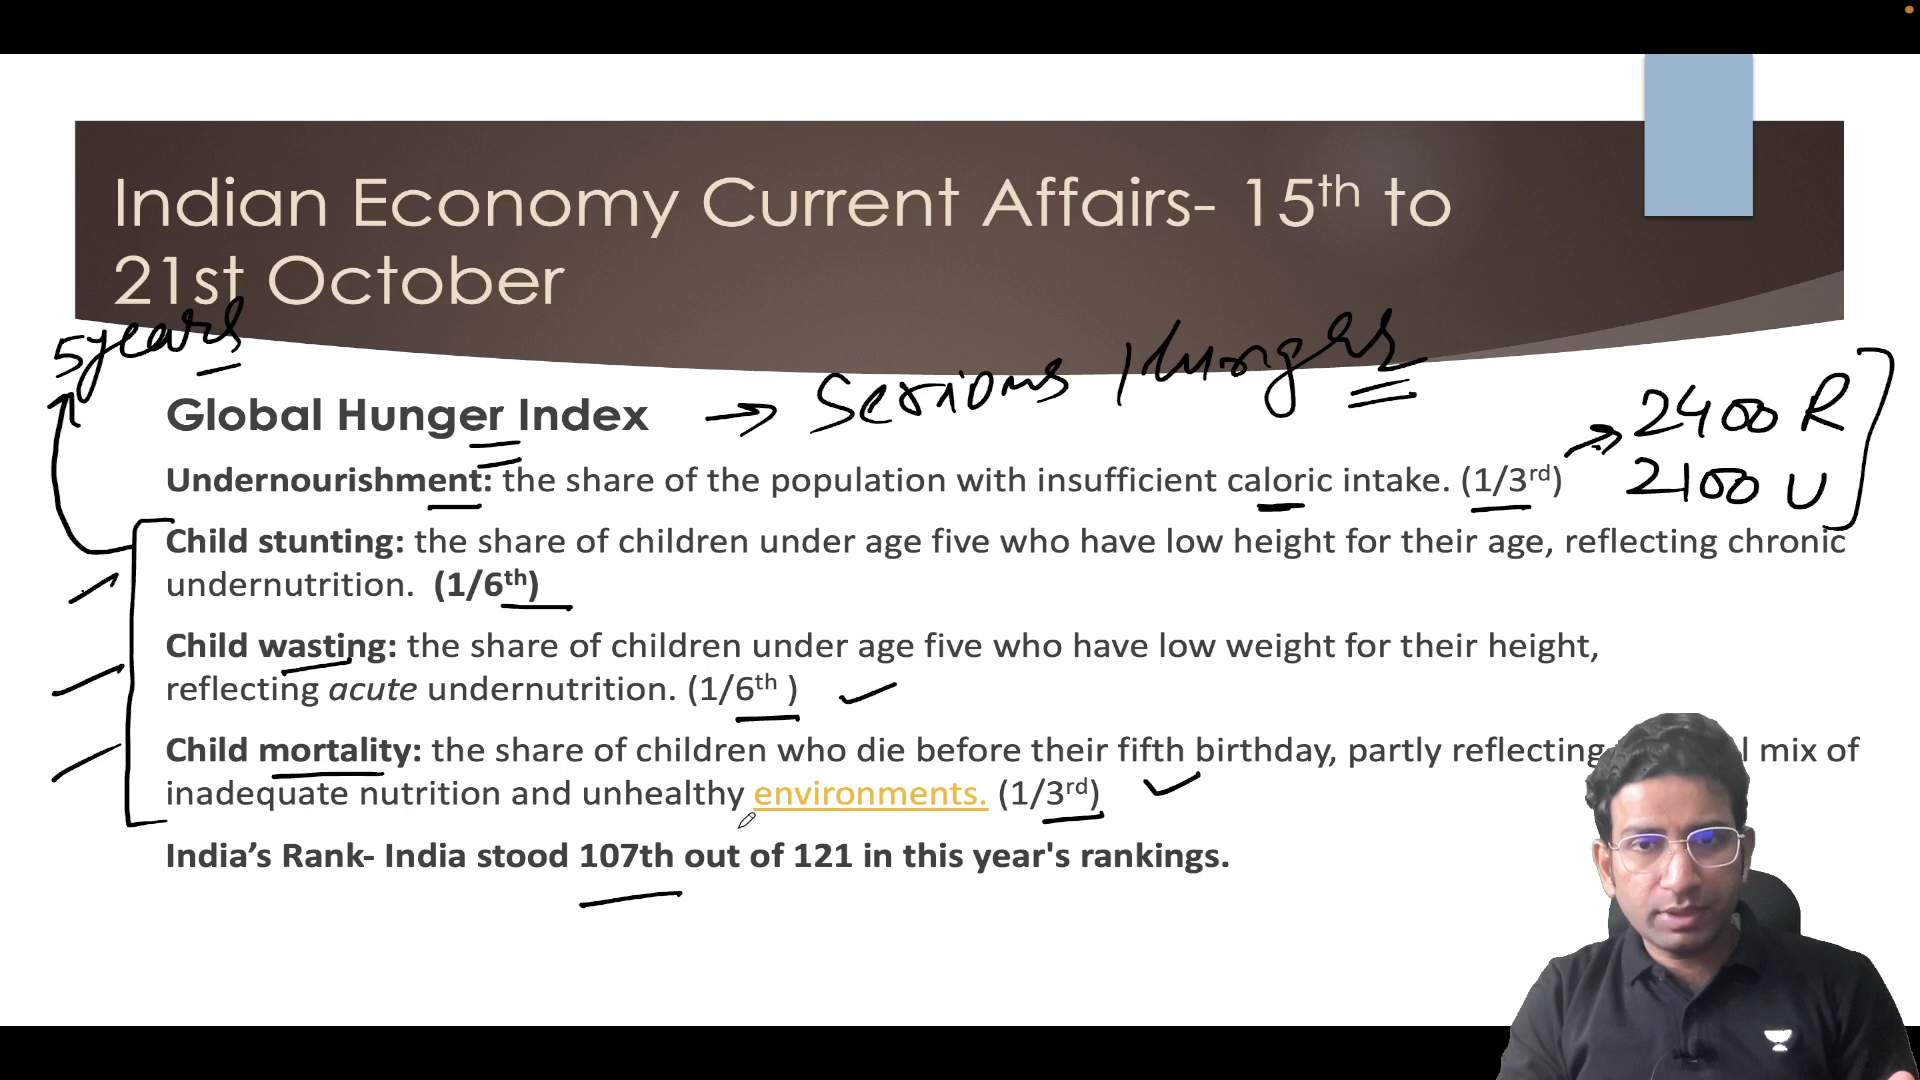 Indian Economy Current Affairs- 15th to
21st October
5 years
Global Hunger Index → Serious Hunger
2400 R
Undernourishment: the share of the population with insufficient caloric intake. (1/3rd)
2100 U
Child stunting: the share of children under age five who have low height for their age, reflecting chronic
undernutrition. (1/6th)
Child wasting: the share of children under age five who have low weight for their height,
reflecting acute undernutrition. (1/6th )
Child mortality: the share of children who die before their fifth birthday, partly reflecting mix of
inadequate nutrition and unhealthy environments. (1/3rd)
India’s Rank- India stood 107th out of 121 in this year's rankings.